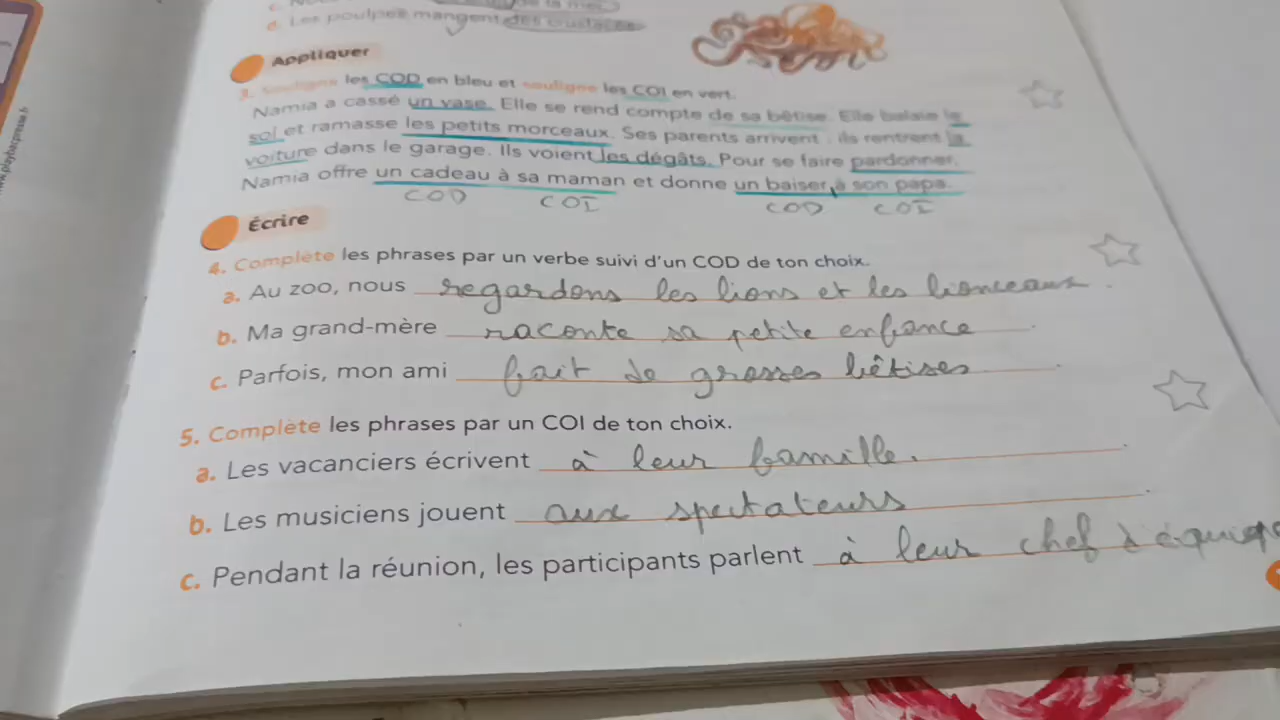 de la mer.
d. Les poulpes mangent des crustacés
Appliquer
3. Souligne les COD en bleu et souligne les COI en vert.
Namia a cassé un vase. Elle se rend compte de sa bêtise. Elle balaie le
sol et ramasse les petits morceaux. Ses parents arrivent : ils rentrent la
voiture dans le garage. Ils voient les dégâts. Pour se faire pardonner,
Namia offre un cadeau à sa maman et donne un baiser à son papa.
COD COI COD COI
Écrire
4. Complète les phrases par un verbe suivi d'un COD de ton choix.
a. Au zoo, nous regardons les lions et les lionceaux.
b. Ma grand-mère raconte sa petite enfance.
c. Parfois, mon ami fait de grosses bêtises.
5. Complète les phrases par un COI de ton choix.
a. Les vacanciers écrivent à leur famille.
b. Les musiciens jouent aux spectateurs.
c. Pendant la réunion, les participants parlent à leur chef d'équipe